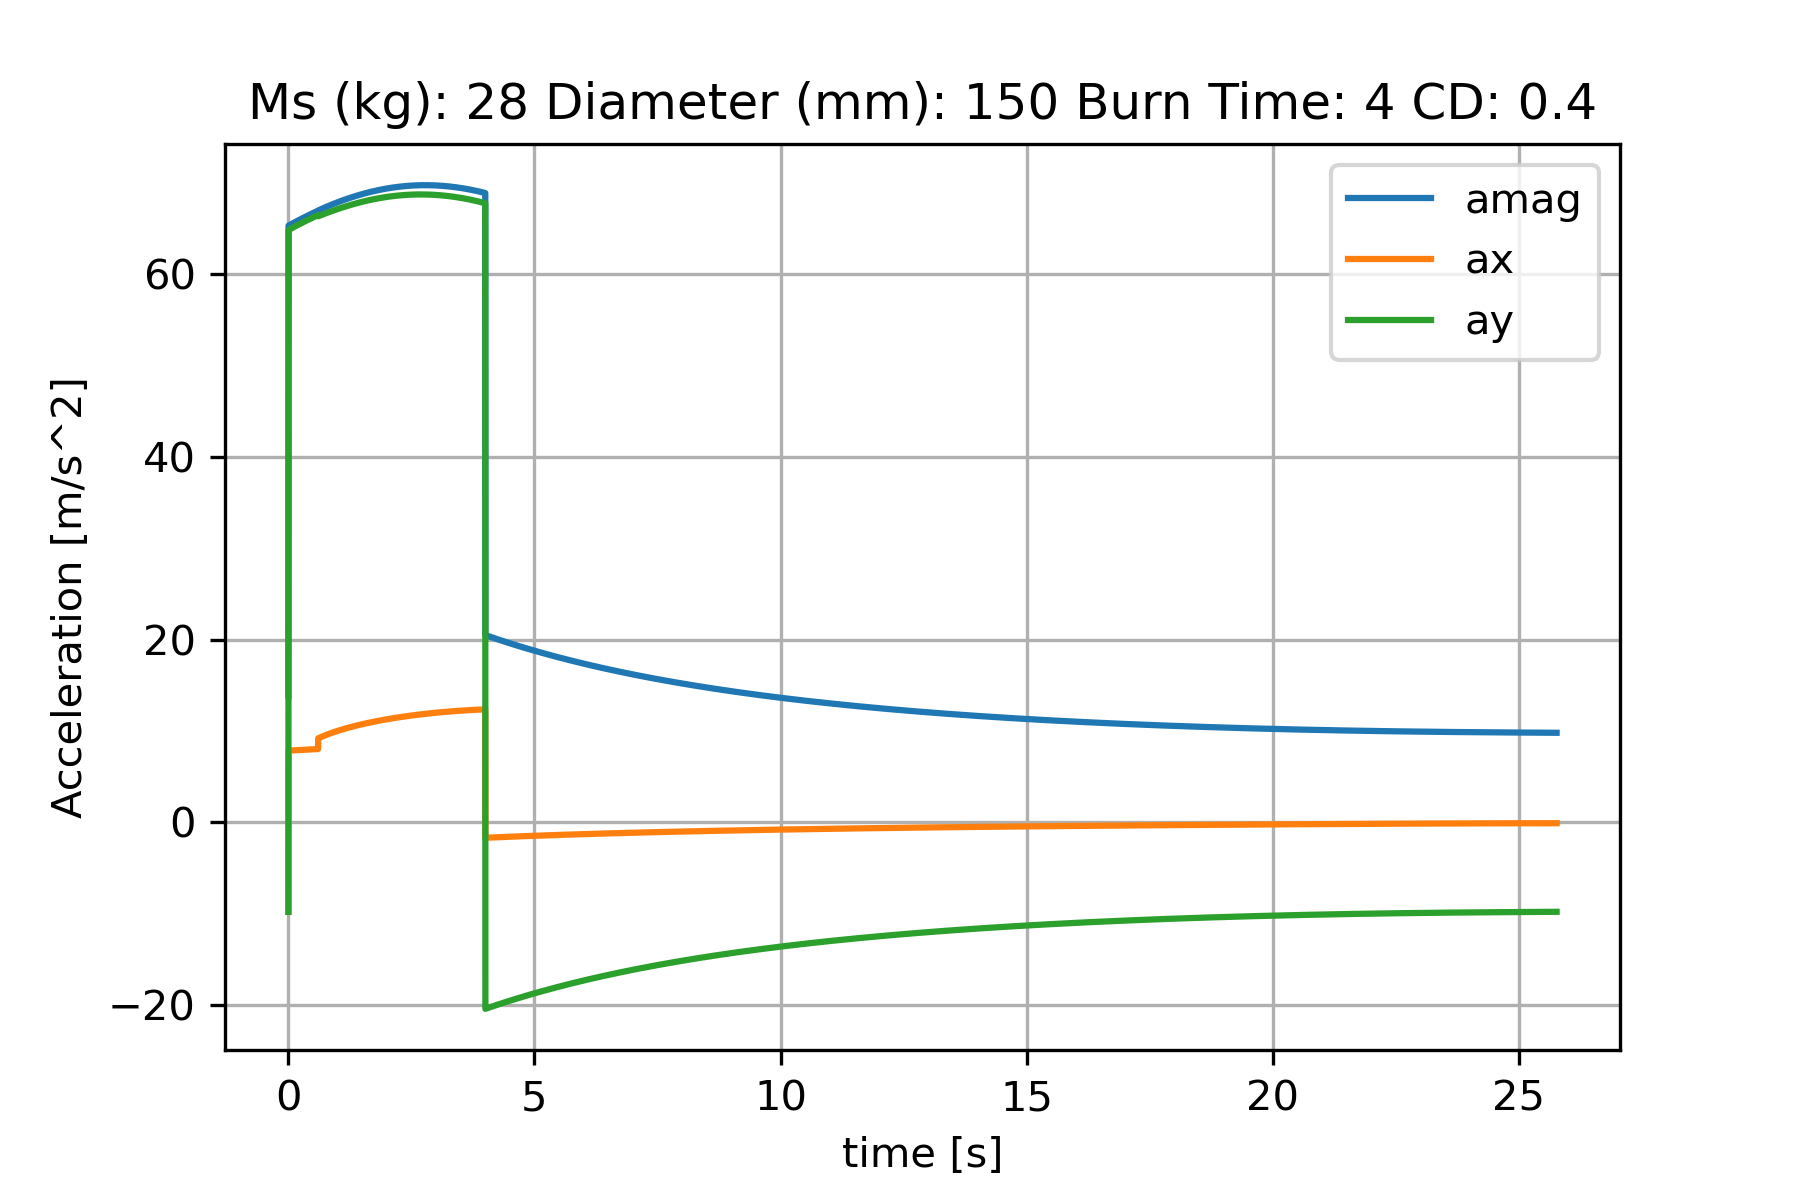 Ms (kg): 28 Diameter (mm): 150 Burn Time: 4 CD: 0.4
amag
ax
ay
Acceleration [m/s^2]
60
40
20
0
−20
0 5 10 15 20 25
time [s]